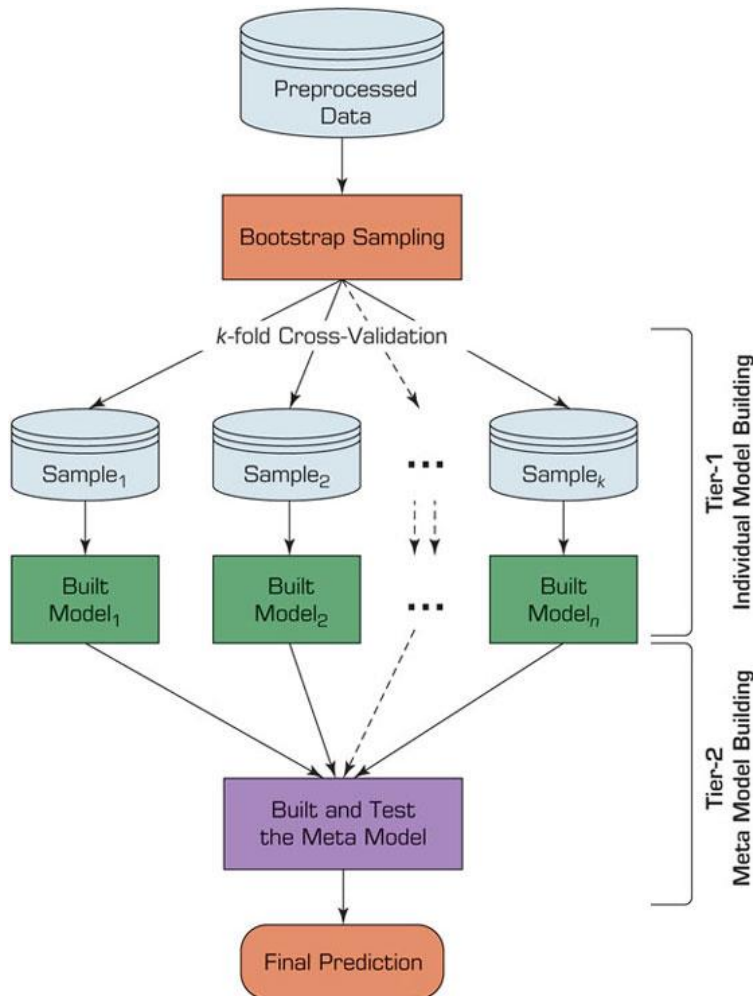 Preprocessed
Data
Bootstrap Sampling
k-fold Cross-Validation
Sample1
Sample2
...
Samplek
Built
Model1
Built
Model2
...
Built
Modeln
Tier-1
Individual Model Building
Built and Test
the Meta Model
Tier-2
Meta Model Building
Final Prediction